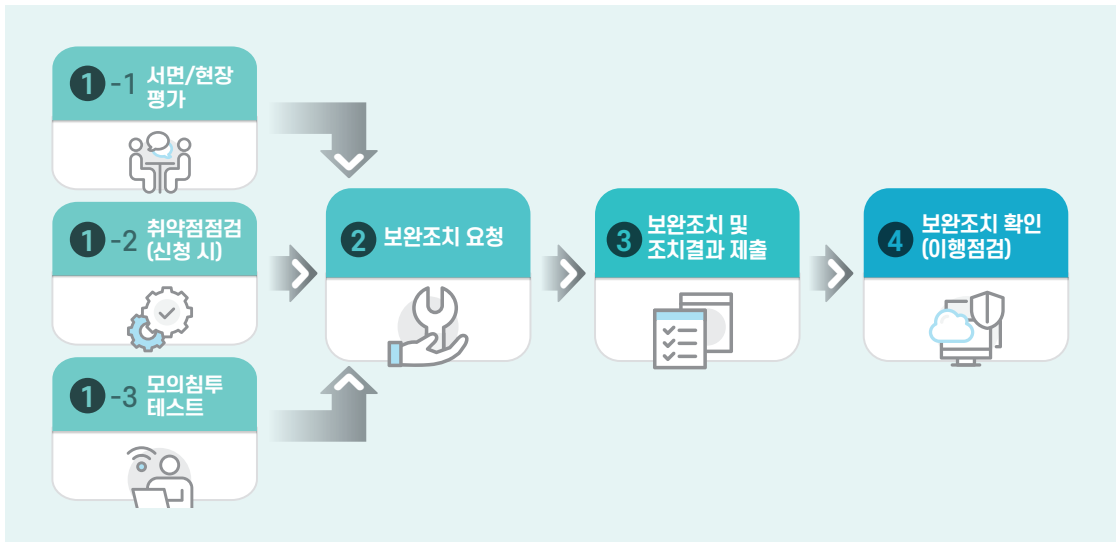 1-1 서면/현장
평가
1-2 취약점점검
(신청 시)
1-3 모의침투
테스트
2 보완조치 요청
3 보완조치 및
조치결과 제출
4 보완조치 확인
(이행점검)